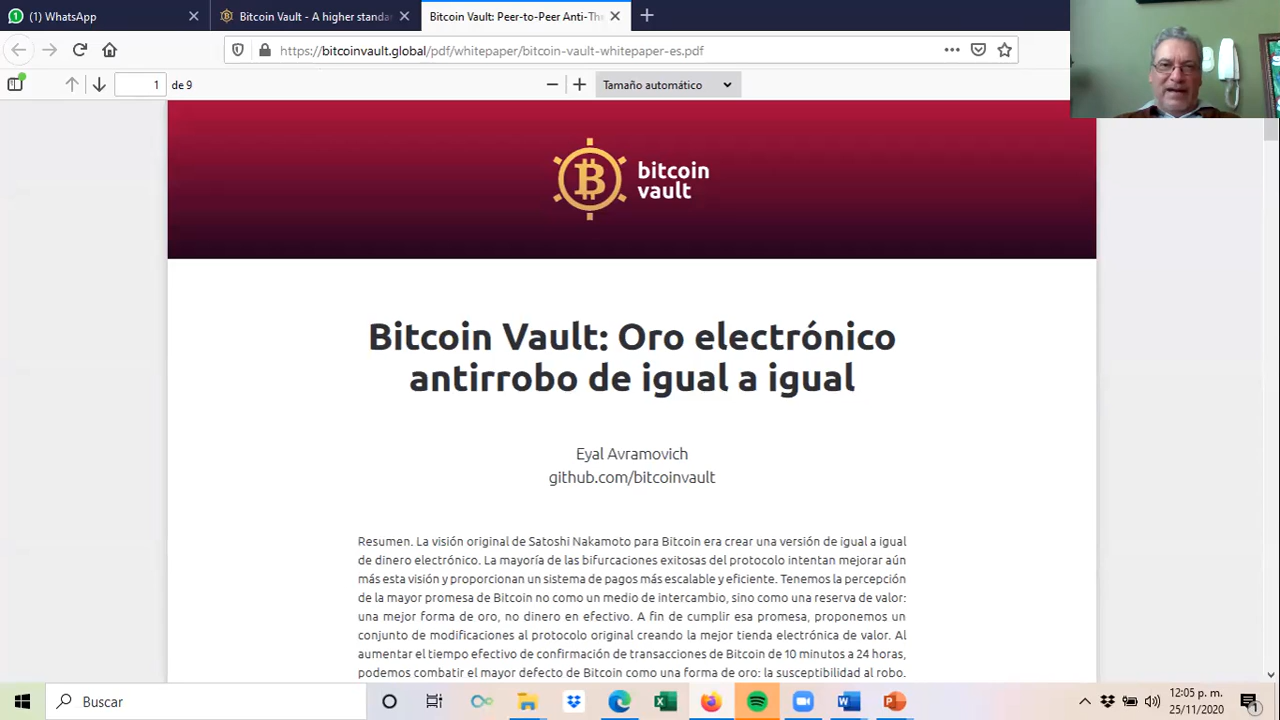 (1) WhatsApp
Bitcoin Vault - A higher standa
Bitcoin Vault: Peer-to-Peer Anti-Th
https://bitcoinvault.global/pdf/whitepaper/bitcoin-vault-whitepaper-es.pdf
1 de 9
Tamaño automático
bitcoin
vault
Bitcoin Vault: Oro electrónico
antirrobo de igual a igual
Eyal Avramovich
github.com/bitcoinvault
Resumen. La visión original de Satoshi Nakamoto para Bitcoin era crear una versión de igual a igual
de dinero electrónico. La mayoría de las bifurcaciones exitosas del protocolo intentan mejorar aún
más esta visión y proporcionan un sistema de pagos más escalable y eficiente. Tenemos la percepción
de la mayor promesa de Bitcoin no como un medio de intercambio, sino como una reserva de valor:
una mejor forma de oro, no dinero en efectivo. A fin de cumplir esa promesa, proponemos un
conjunto de modificaciones al protocolo original creando la mejor tienda electrónica de valor. Al
aumentar el tiempo efectivo de confirmación de transacciones de Bitcoin de 10 minutos a 24 horas,
podemos combatir el mayor defecto de Bitcoin como una forma de oro: la susceptibilidad al robo.
Buscar
12:05 p. m.
25/11/2020